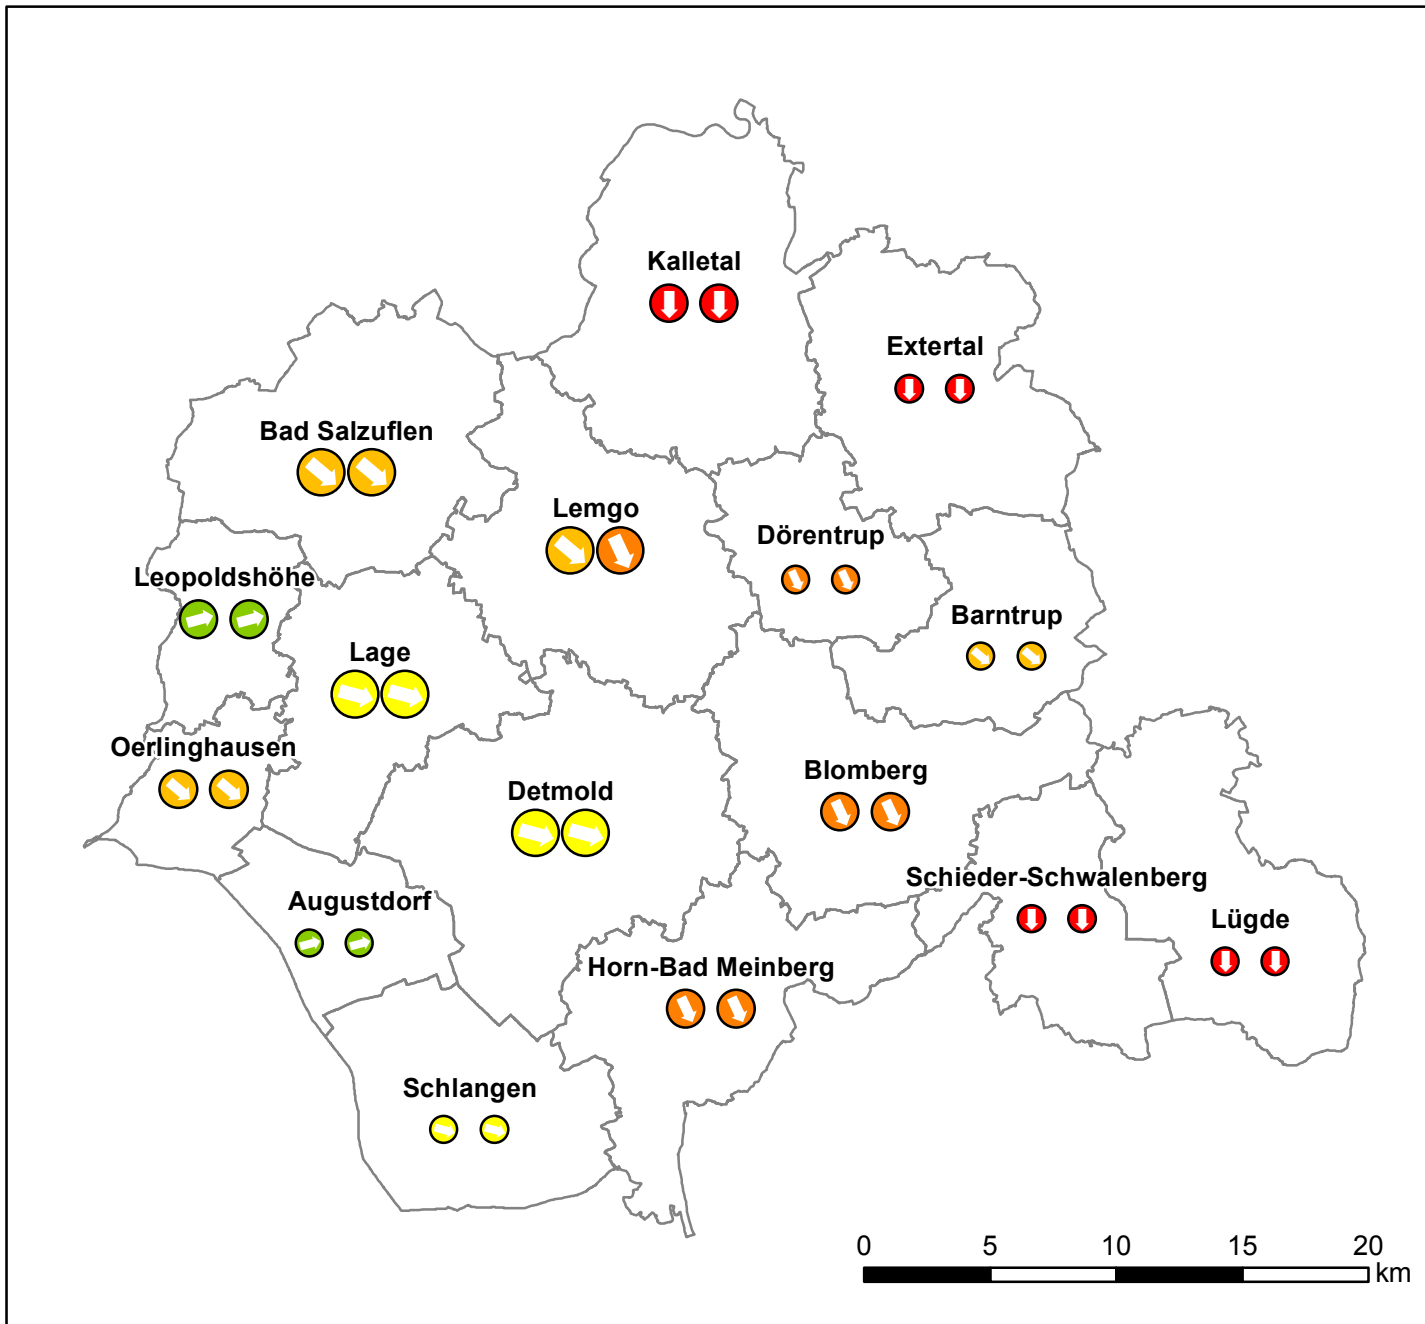 Kalletal
Extertal
Bad Salzuflen
Lemgo
Dörentrup
Leopoldshöhe
Barntrup
Lage
Oerlinghausen
Blomberg
Detmold
Schieder-Schwalenberg
Augustdorf
Lügde
Horn-Bad Meinberg
Schlangen
0 5 10 15 20
km